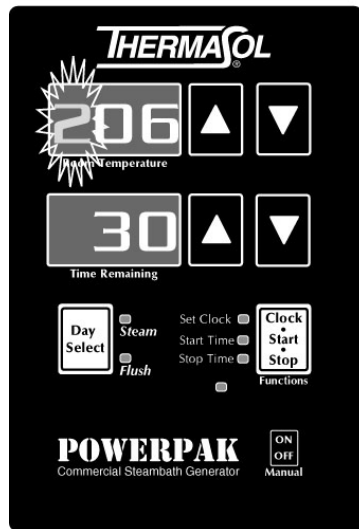 THERMASOL
®
206
Room Temperature
30
Time Remaining
Day
Select
Steam
Flush
Set Clock
Start Time
Stop Time
Clock
•
Start
•
Stop
Functions
POWERPAK
Commercial Steambath Generator
ON
OFF
Manual